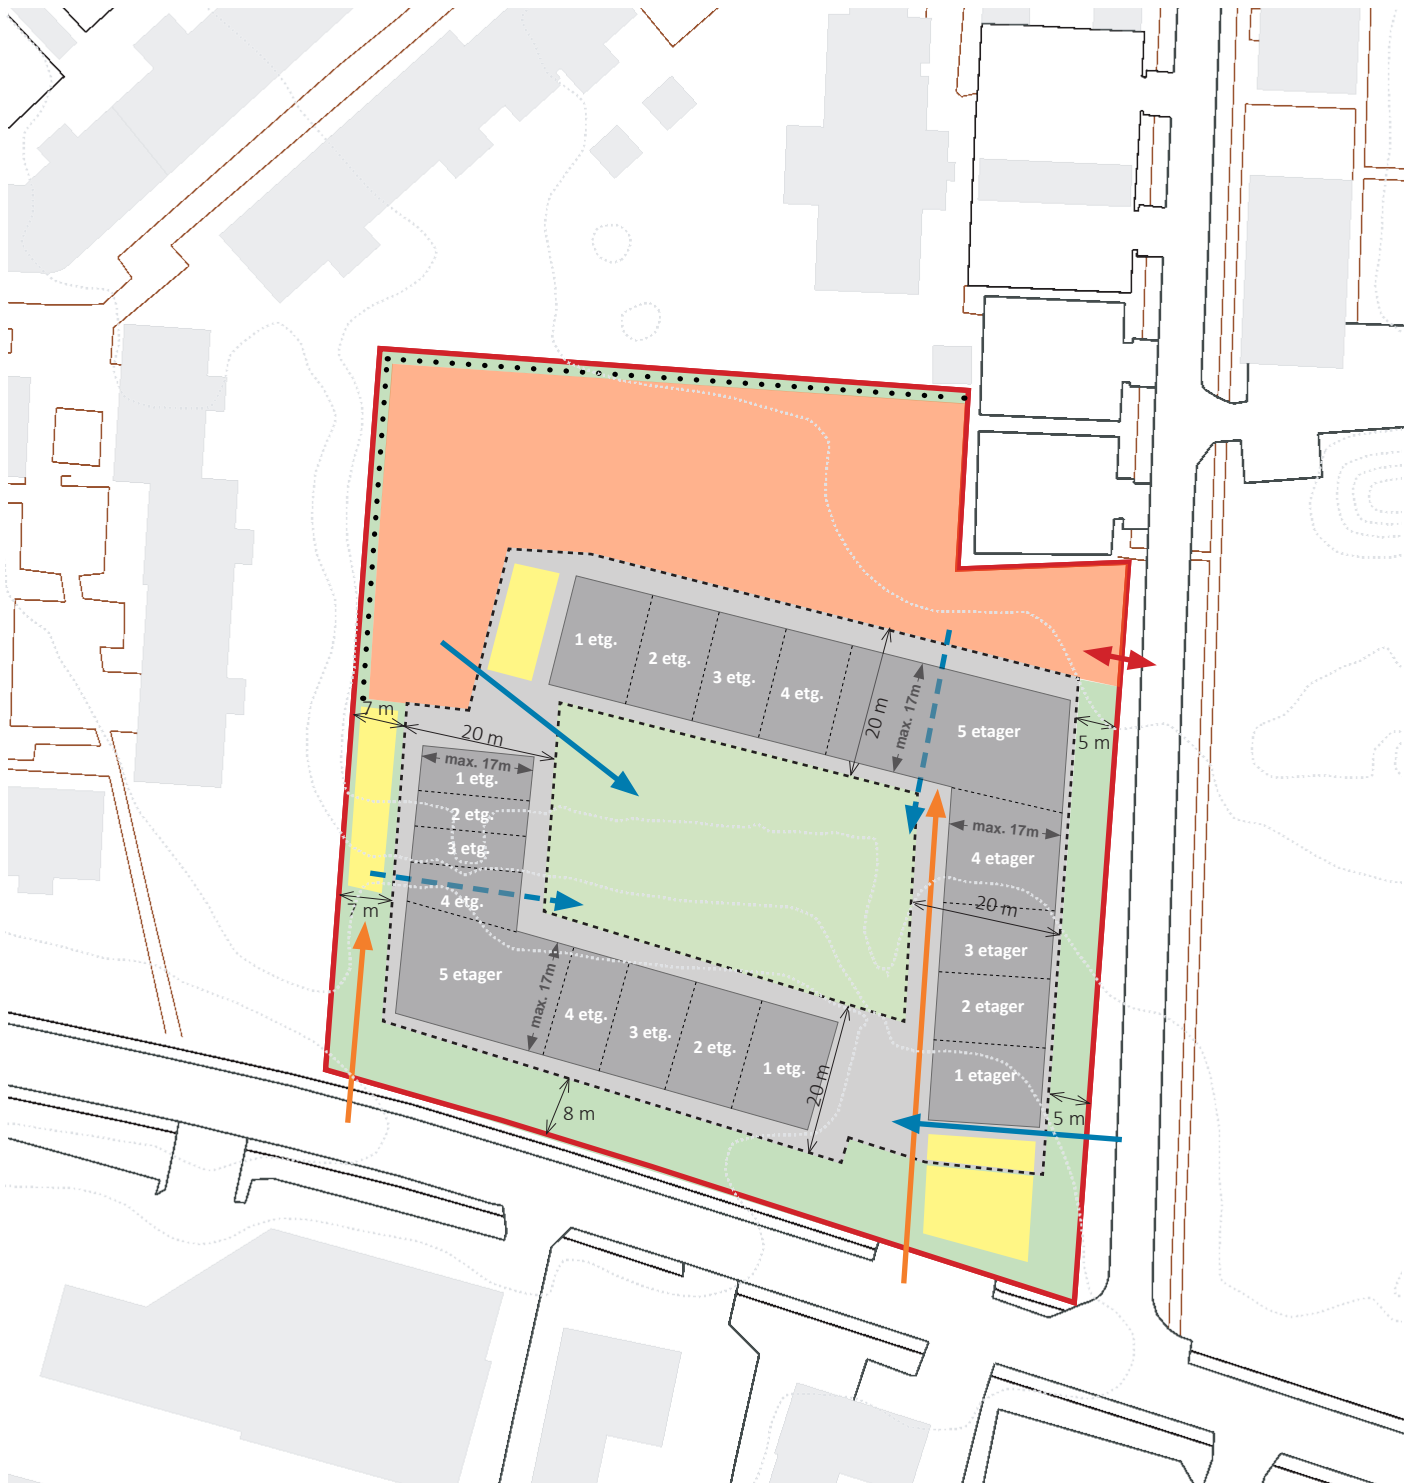 1 etg.
2 etg.
3 etg.
4 etg.
20 m
max. 17m
5 etager
5 m
7 m
20 m
max. 17m
1 etg.
2 etg.
3 etg.
4 etg.
7 m
5 etager
max. 17m
4 etg.
3 etg.
2 etg.
1 etg.
20 m
8 m
max. 17m
4 etager
20 m
3 etager
2 etager
1 etager
5 m